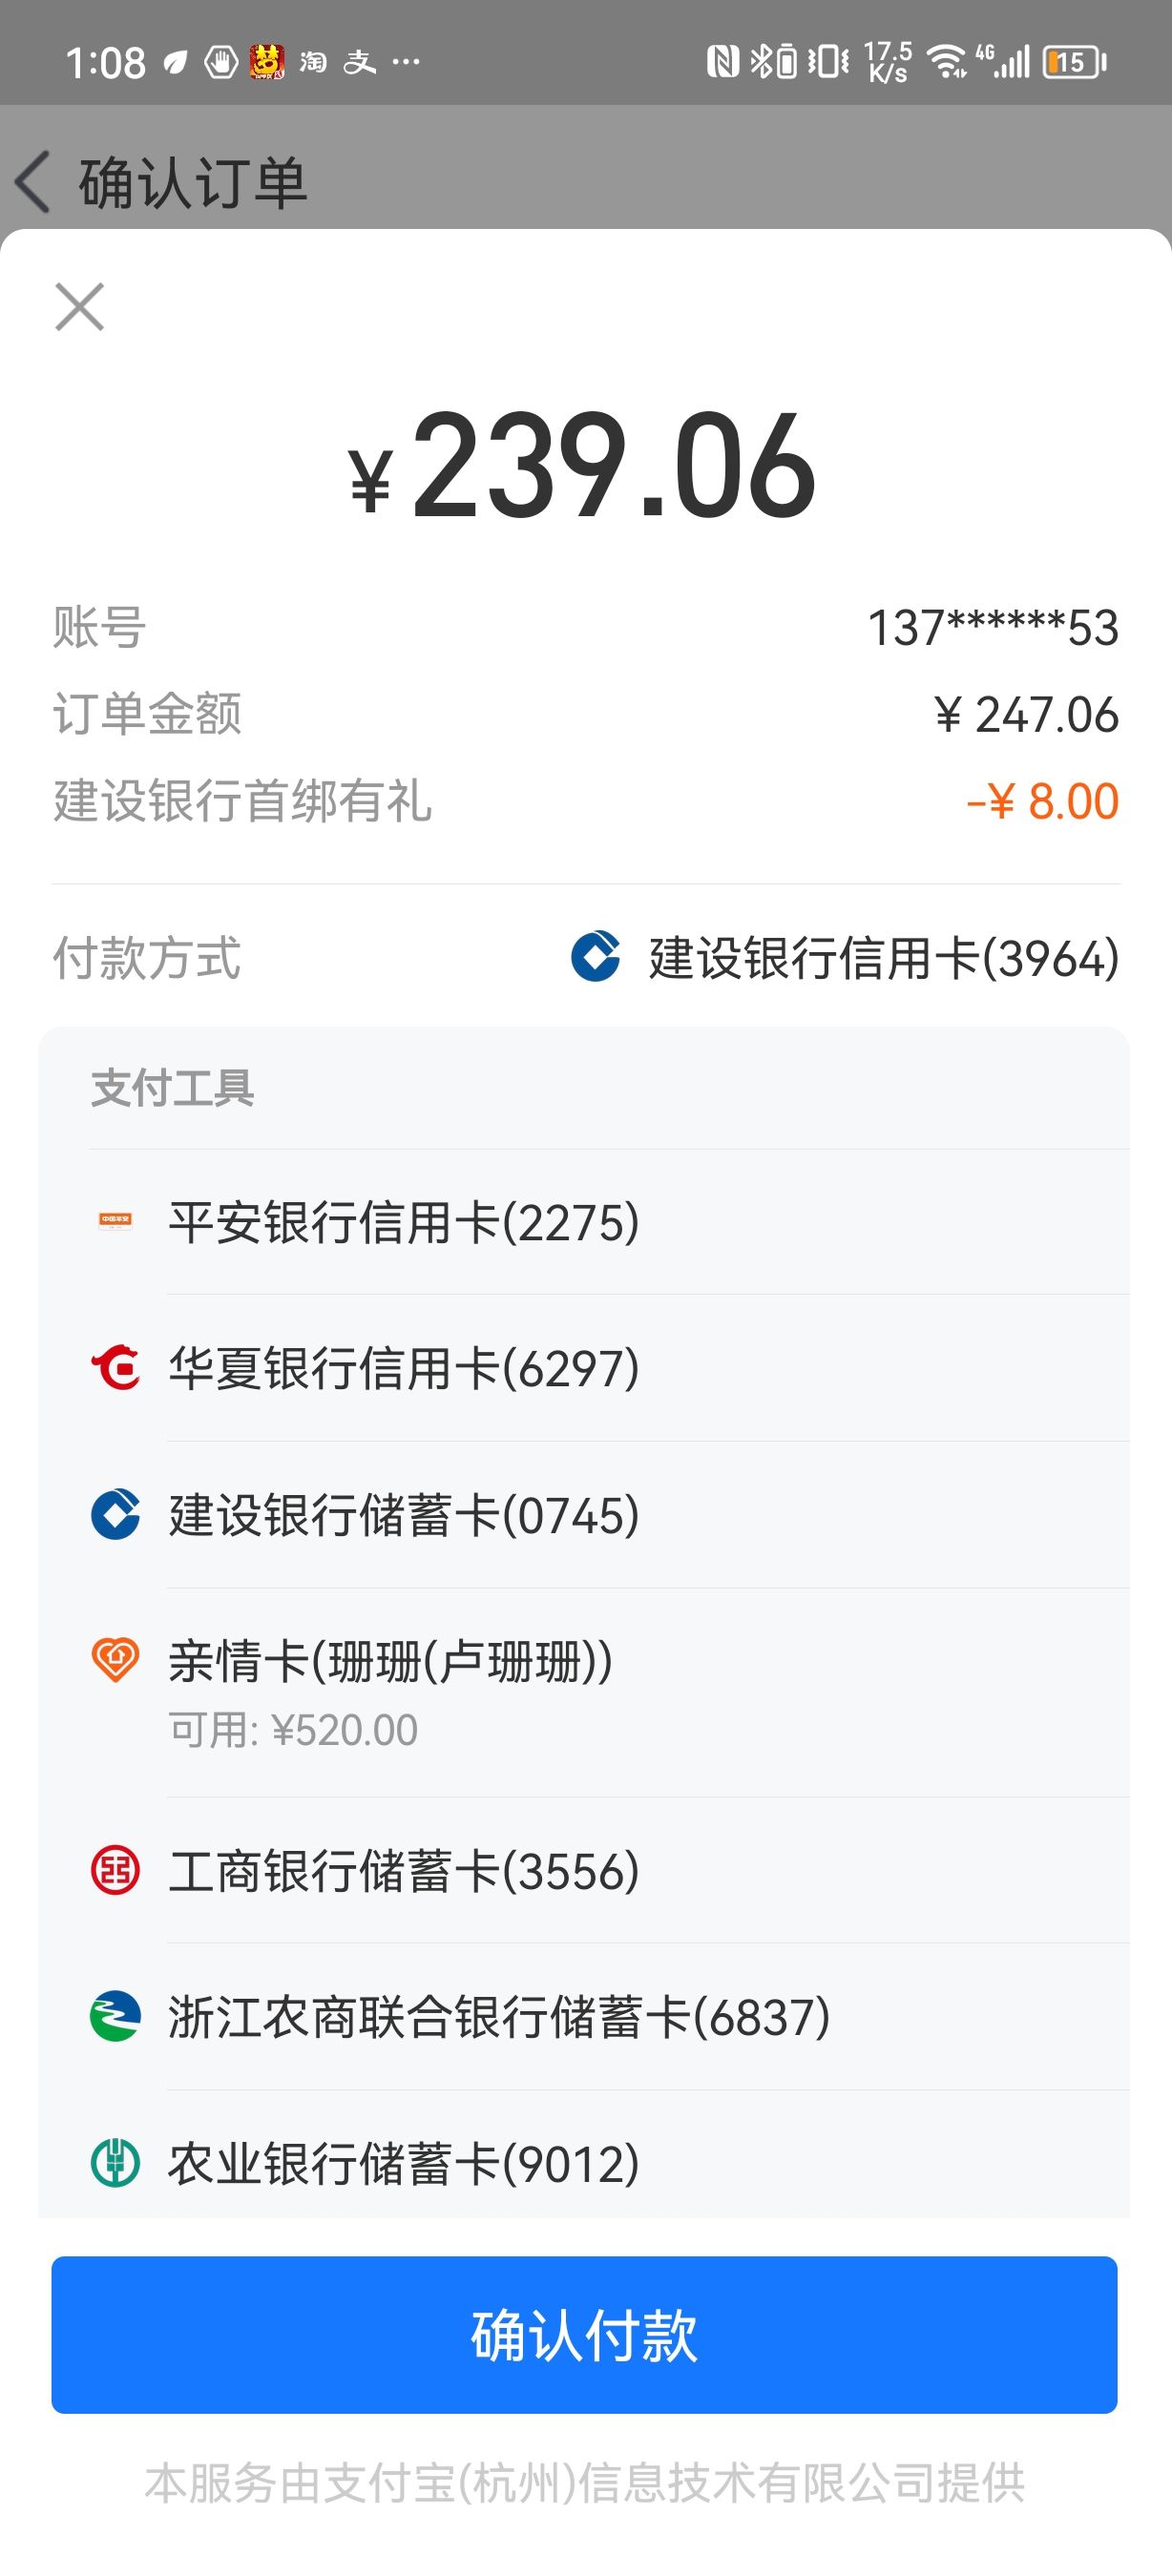 1:08 淘 支 ··· 17.5 K/s 4G 15
确认订单
¥239.06
账号 137******53
订单金额 ¥ 247.06
建设银行首绑有礼 -¥ 8.00
付款方式 建设银行信用卡(3964)
支付工具
平安银行信用卡(2275)
华夏银行信用卡(6297)
建设银行储蓄卡(0745)
亲情卡(珊珊(卢珊珊))
可用: ¥520.00
工商银行储蓄卡(3556)
浙江农商联合银行储蓄卡(6837)
农业银行储蓄卡(9012)
确认付款
本服务由支付宝(杭州)信息技术有限公司提供